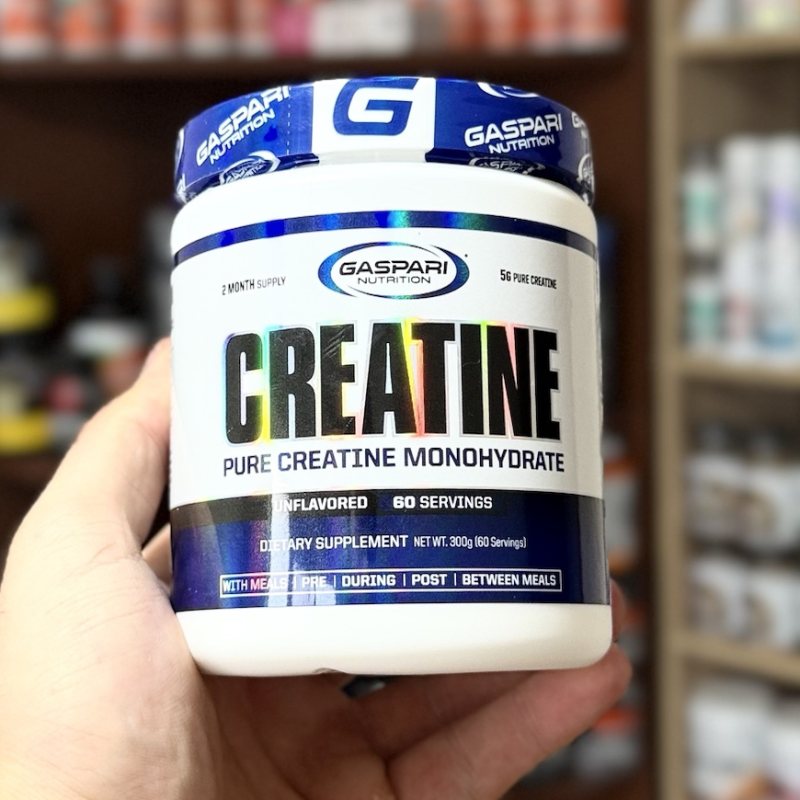 GASPARI
NUTRITION
G
GASPARI
NUTRITION
GASPARI
NUTRITION
2 MONTH SUPPLY
5G PURE CREATINE
CREATINE
PURE CREATINE MONOHYDRATE
UNFLAVORED 60 SERVINGS
DIETARY SUPPLEMENT NET WT. 300g (60 Servings)
WITH MEALS | PRE | DURING | POST | BETWEEN MEALS